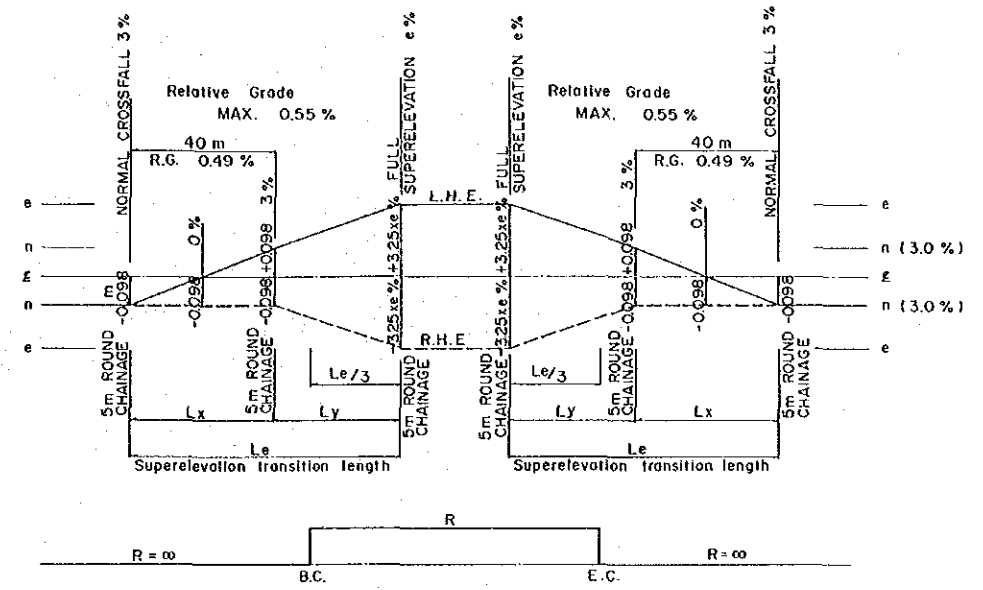 NORMAL CROSSFALL 3 %
Relative Grade
MAX. 0.55 %
40 m
R.G. 0.49 %
0 %
3 %
FULL
SUPERELEVATION e %
FULL
SUPERELEVATION e %
Relative Grade
MAX. 0.55 %
40 m
R.G. 0.49 %
3 %
0 %
NORMAL CROSSFALL 3 %
e
L.H.E.
e
n
n (3.0 %)
£
£
n
n (3.0 %)
e
R.H.E
e
-0.098
m
-0.098
-0.098 +0.098
-3.25xe % +3.25xe %
-3.25xe % +3.25xe %
-0.098 +0.098
-0.098
-0.098
5m ROUND
CHAINAGE
5m ROUND
CHAINAGE
5m ROUND
CHAINAGE
5m ROUND
CHAINAGE
5m ROUND
CHAINAGE
5m ROUND
CHAINAGE
Le/3
Le/3
Lx
Ly
Ly
Lx
Le
Le
Superelevation transition length
Superelevation transition length
R
R = ∞
R = ∞
B.C.
E.C.